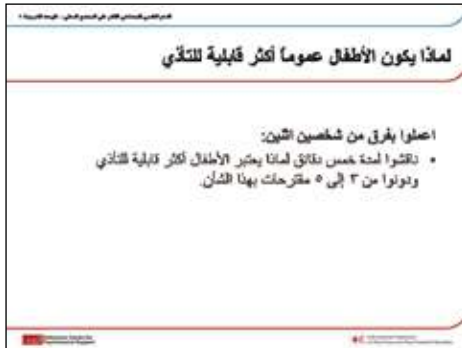 لماذا يكون الأطفال عموماً أكثر قابلية للتأذي
اعملوا بفرق من شخصين اثنين:
• ناقشوا لمدة خمس دقائق لماذا يعتبر الأطفال أكثر قابلية للتأذي
ودونوا من ٣ إلى ٥ مقترحات بهذا الشأن.